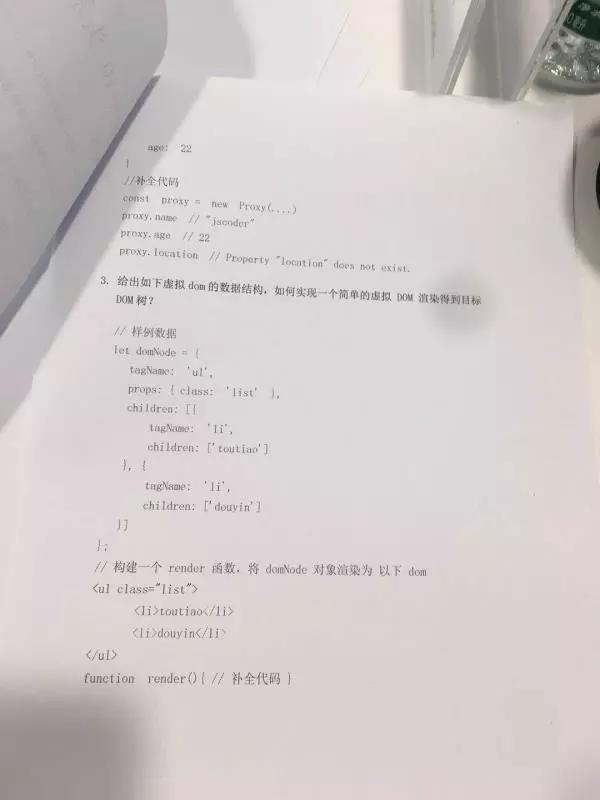 age: 22
}
//补全代码
const proxy = new Proxy(....)
proxy.name // "jscoder"
proxy.age // 22
proxy.location // Property "location" does not exist.
3. 给出如下虚拟 dom 的数据结构，如何实现一个简单的虚拟 DOM 渲染得到目标
DOM 树？
// 样例数据
let domNode = {
tagName: 'ul',
props: { class: 'list' },
children: [{
tagName: 'li',
children: ['toutiao']
}, {
tagName: 'li',
children: ['douyin']
}]
};
// 构建一个 render 函数，将 domNode 对象渲染为 以下 dom
<ul class="list">
<li>toutiao</li>
<li>douyin</li>
</ul>
function render(){ // 补全代码 }